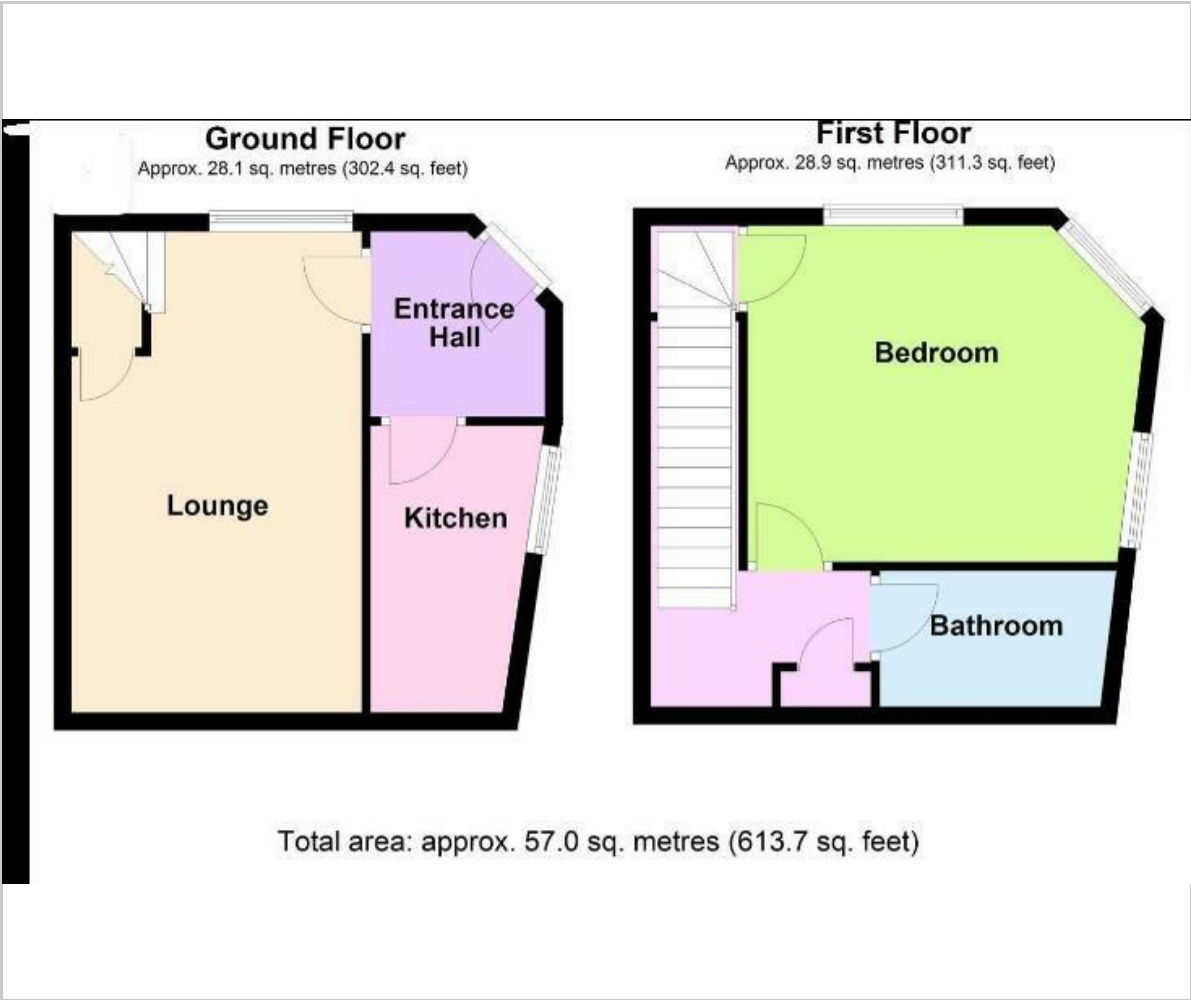 Ground Floor
Approx. 28.1 sq. metres (302.4 sq. feet)
Entrance
Hall
Lounge
Kitchen
First Floor
Approx. 28.9 sq. metres (311.3 sq. feet)
Bedroom
Bathroom
Total area: approx. 57.0 sq. metres (613.7 sq. feet)